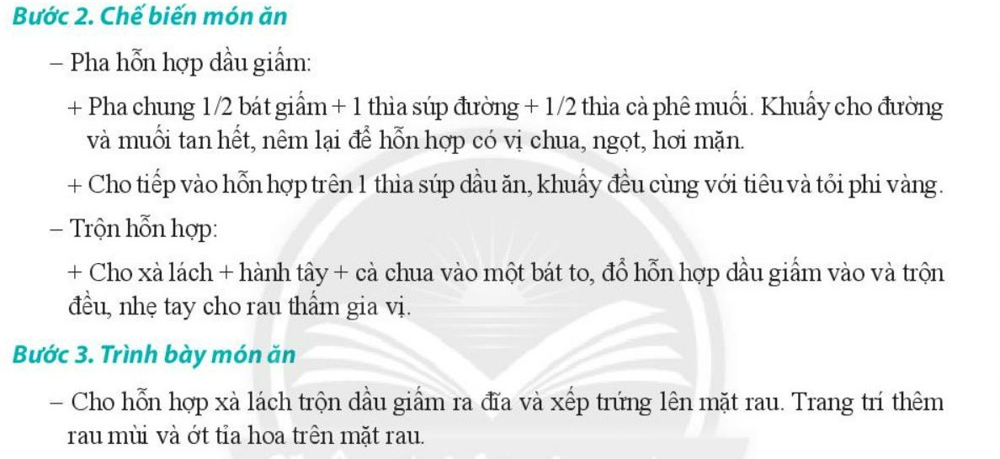 Bước 2. Chế biến món ăn
– Pha hỗn hợp dầu giấm:
+ Pha chung 1/2 bát giấm + 1 thìa súp đường + 1/2 thìa cà phê muối. Khuấy cho đường
và muối tan hết, nêm lại để hỗn hợp có vị chua, ngọt, hơi mặn.
+ Cho tiếp vào hỗn hợp trên 1 thìa súp dầu ăn, khuấy đều cùng với tiêu và tỏi phi vàng.
– Trộn hỗn hợp:
+ Cho xà lách + hành tây + cà chua vào một bát to, đổ hỗn hợp dầu giấm vào và trộn
đều, nhẹ tay cho rau thấm gia vị.
Bước 3. Trình bày món ăn
– Cho hỗn hợp xà lách trộn dầu giấm ra đĩa và xếp trứng lên mặt rau. Trang trí thêm
rau mùi và ớt tỉa hoa trên mặt rau.